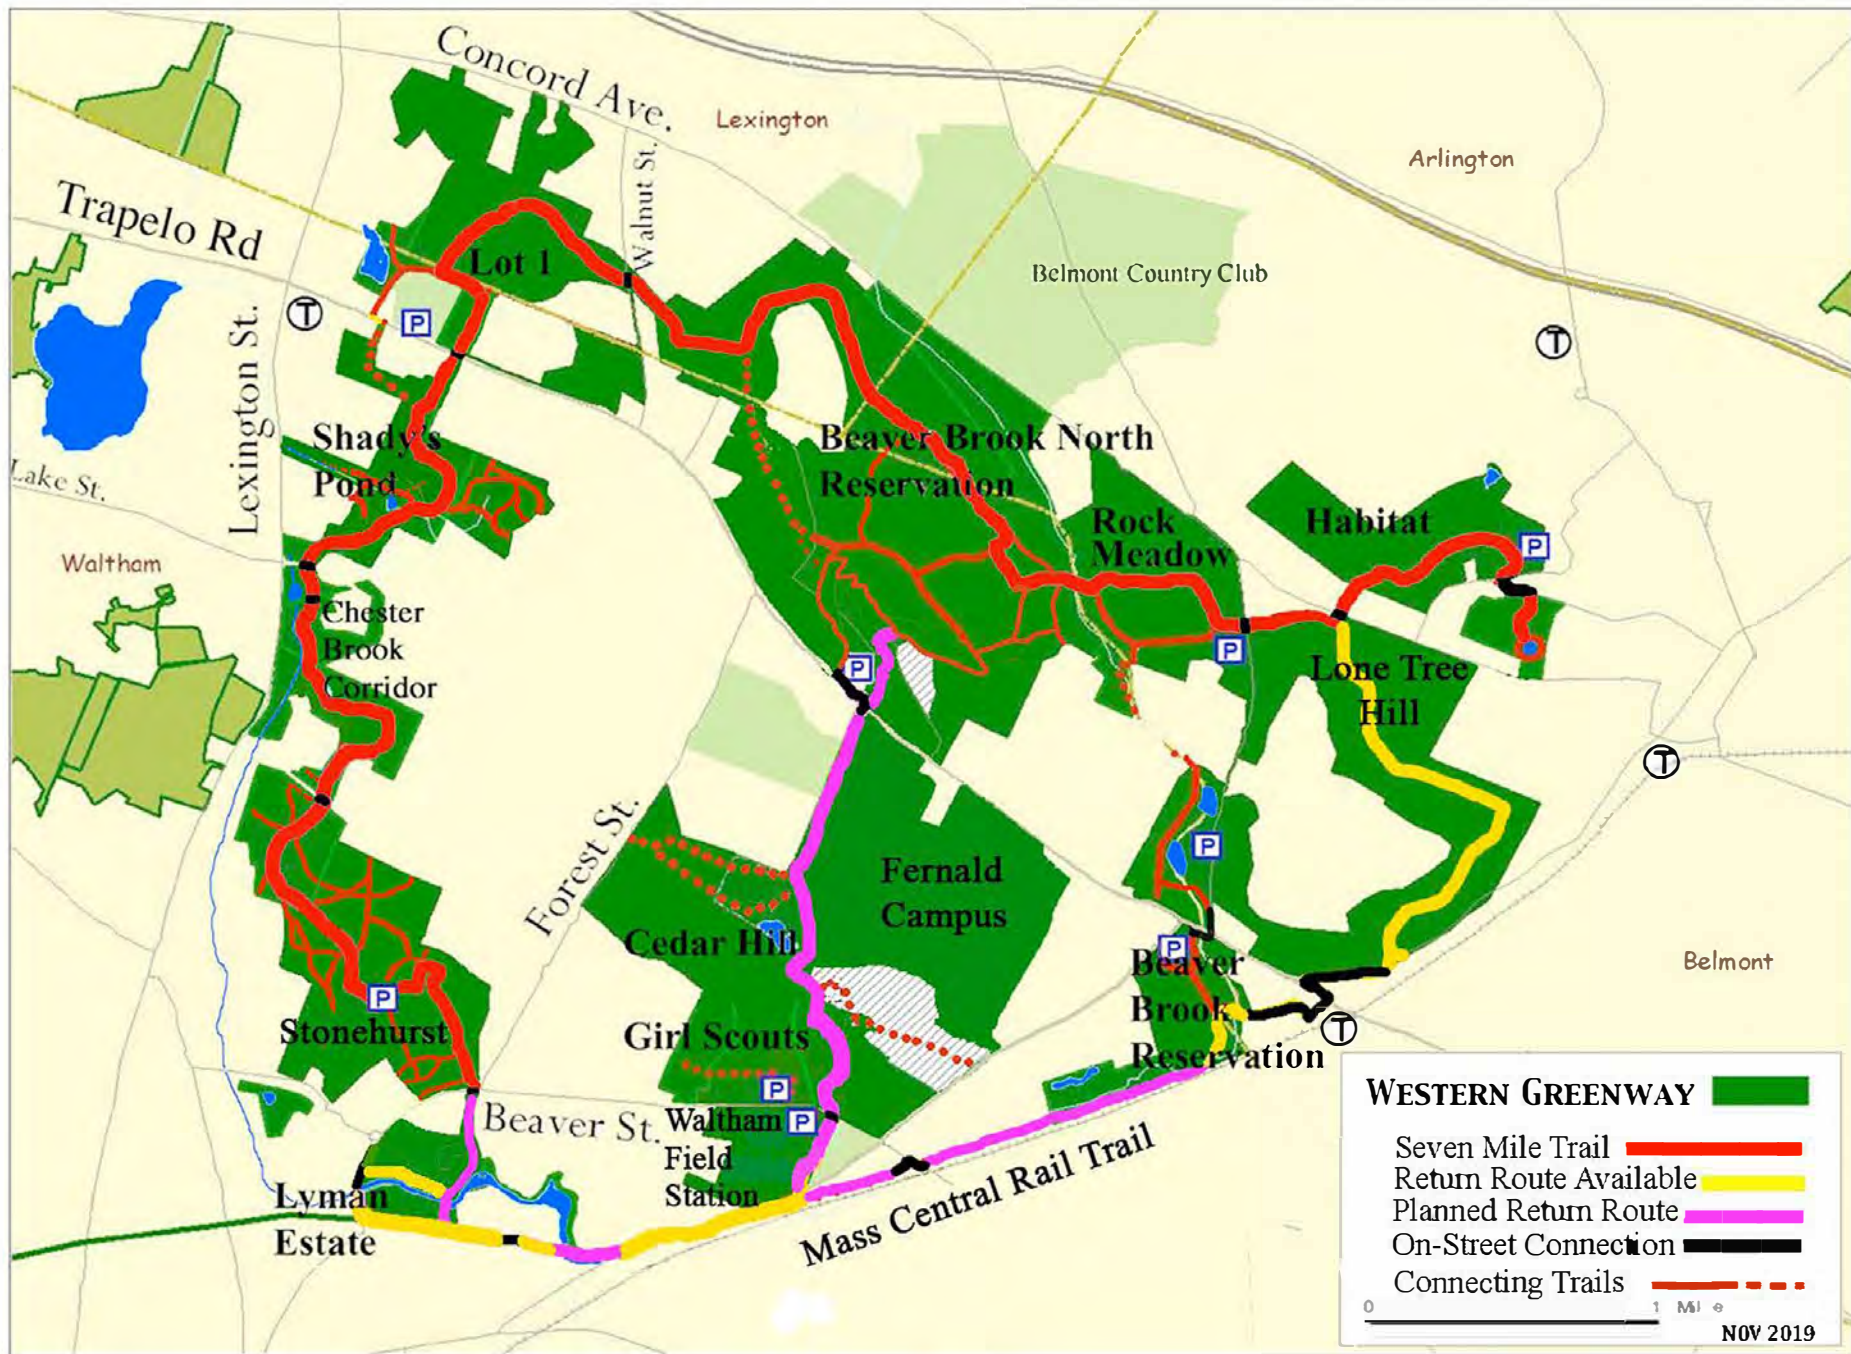 Concord Ave.
Lexington
Arlington
Walnut St.
Trapelo Rd
Lot 1
Belmont Country Club
T
T
P
Lexington St.
Shady's
Pond
Beaver Brook North
Reservation
Lake St.
Rock
Meadow
Habitat
P
Waltham
Chester
Brook
Corridor
P
P
Lone Tree
Hill
T
Forest St.
P
Fernald
Campus
Cedar Hill
P
Beaver
Brook
Reservation
Belmont
P
Stonehurst
Girl Scouts
T
P
Beaver St.
Waltham
Field
Station
P
Lyman
Estate
Mass Central Rail Trail
WESTERN GREENWAY
Seven Mile Trail
Return Route Available
Planned Return Route
On-Street Connection
Connecting Trails
0 1 Mile
NOV 2019